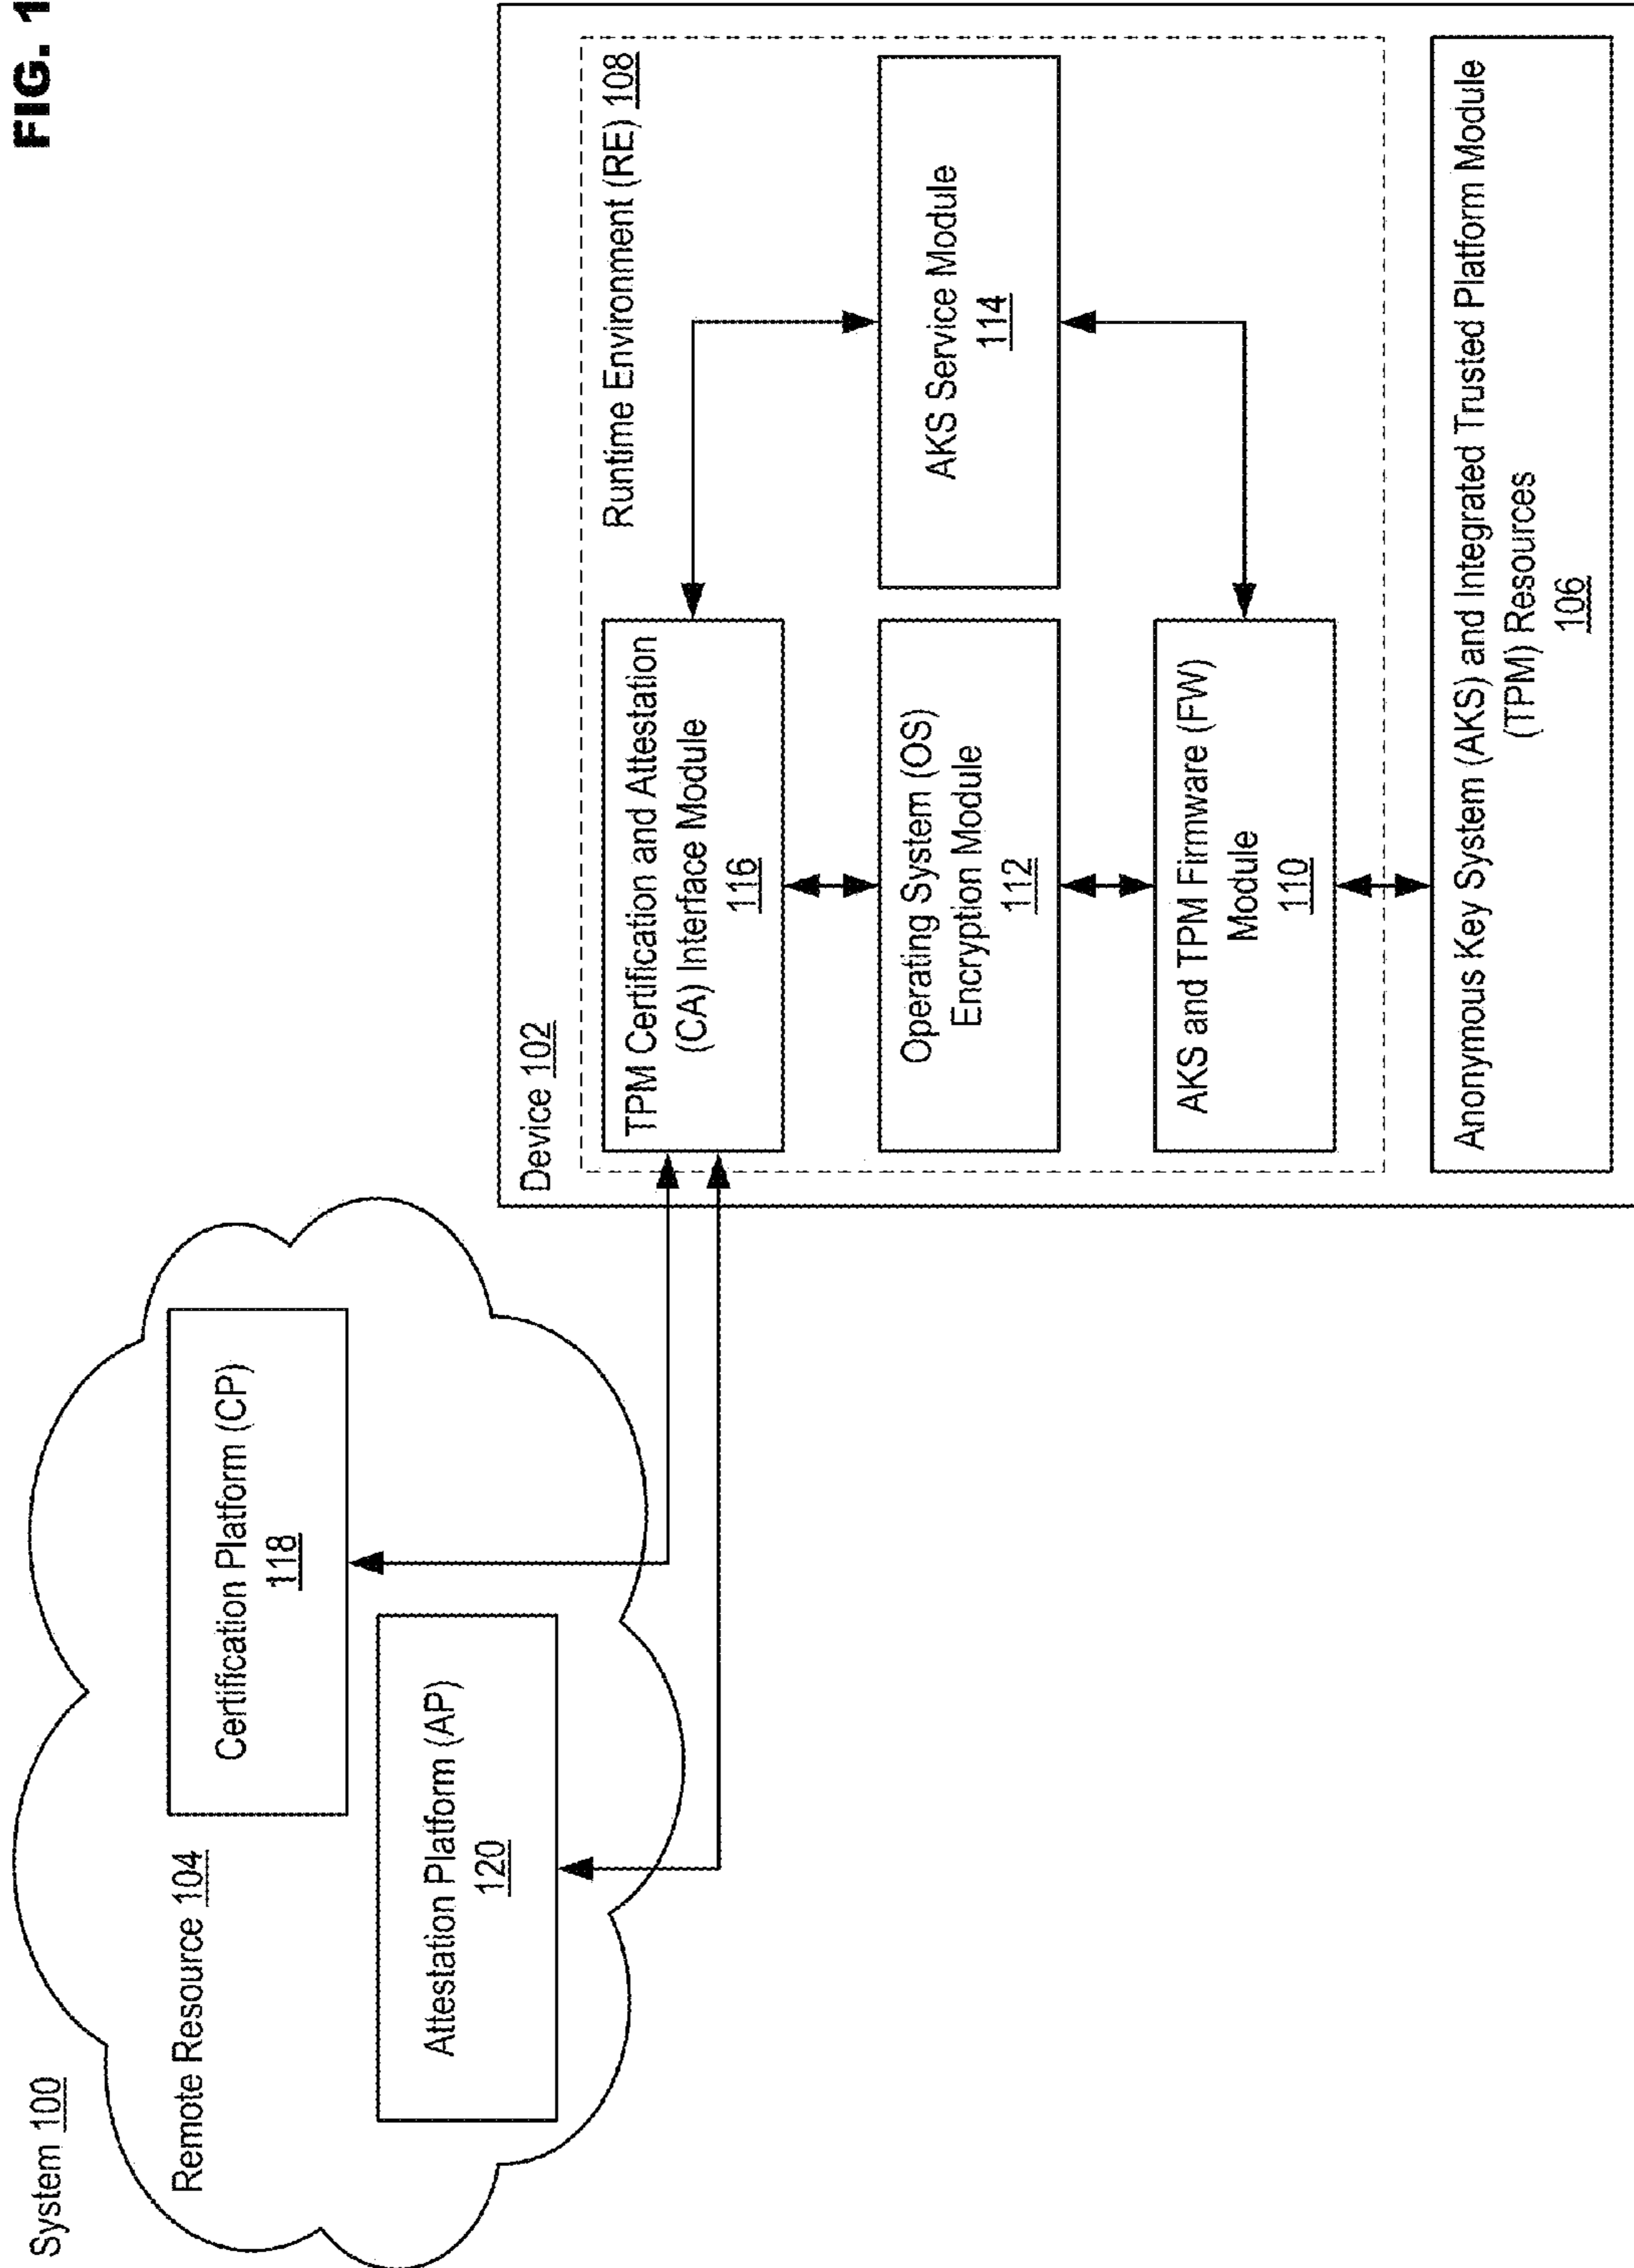 FIG. 1
System 100
Remote Resource 104
Certification Platform (CP)
118
Attestation Platform (AP)
120
Device 102
Runtime Environment (RE) 108
TPM Certification and Attestation
(CA) Interface Module
116
Operating System (OS)
Encryption Module
112
AKS Service Module
114
AKS and TPM Firmware (FW)
Module
110
Anonymous Key System (AKS) and Integrated Trusted Platform Module
(TPM) Resources
106